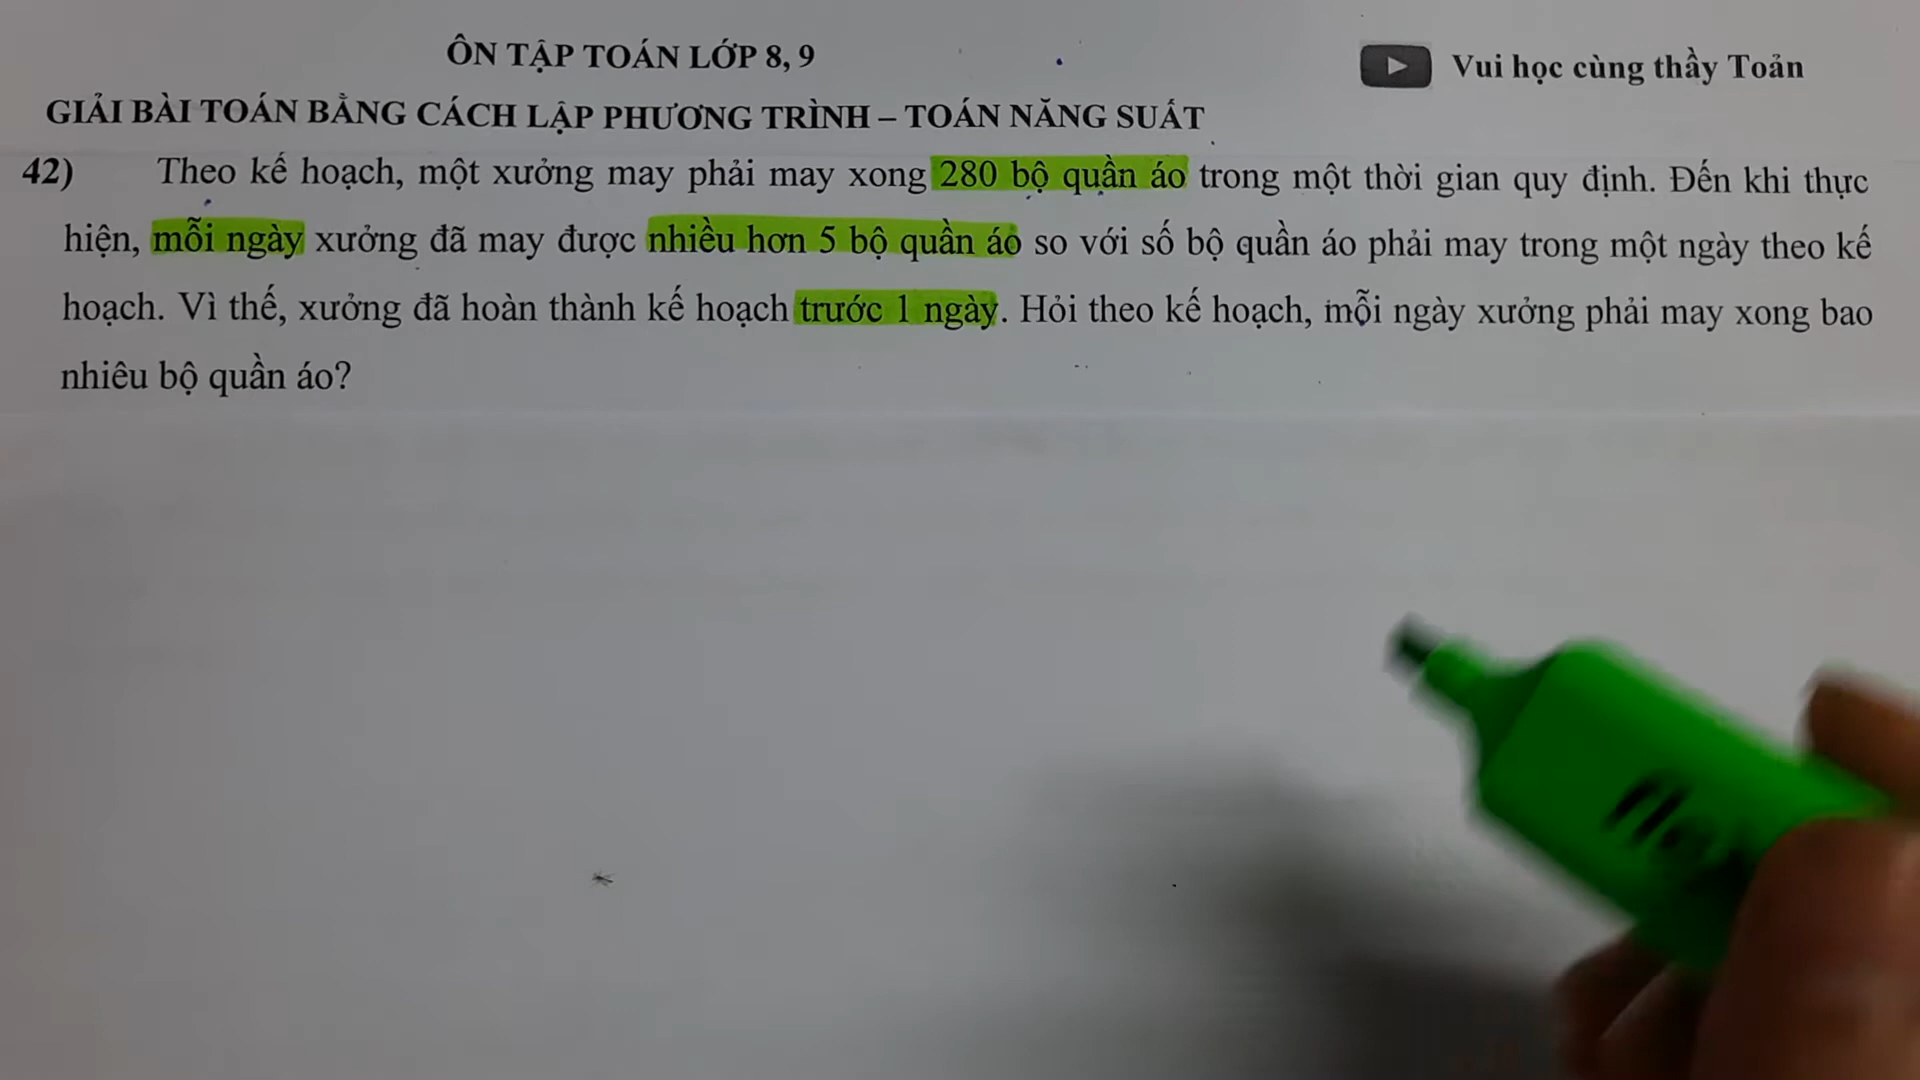 ÔN TẬP TOÁN LỚP 8, 9
Vui học cùng thầy Toản
GIẢI BÀI TOÁN BẰNG CÁCH LẬP PHƯƠNG TRÌNH – TOÁN NĂNG SUẤT
42) Theo kế hoạch, một xưởng may phải may xong 280 bộ quần áo trong một thời gian quy định. Đến khi thực
hiện, mỗi ngày xưởng đã may được nhiều hơn 5 bộ quần áo so với số bộ quần áo phải may trong một ngày theo kế
hoạch. Vì thế, xưởng đã hoàn thành kế hoạch trước 1 ngày. Hỏi theo kế hoạch, mỗi ngày xưởng phải may xong bao
nhiêu bộ quần áo?